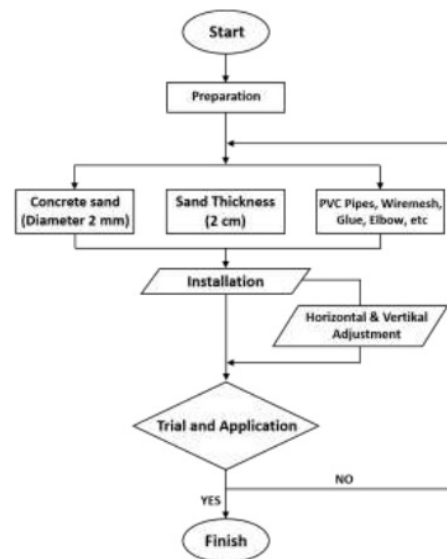 Start
Preparation
Concrete sand
(Diameter 2 mm)
Sand Thickness
(2 cm)
PVC Pipes, Wiremesh,
Glue, Elbow, etc
Installation
Horizontal & Vertikal
Adjustment
Trial and Application
NO
YES
Finish